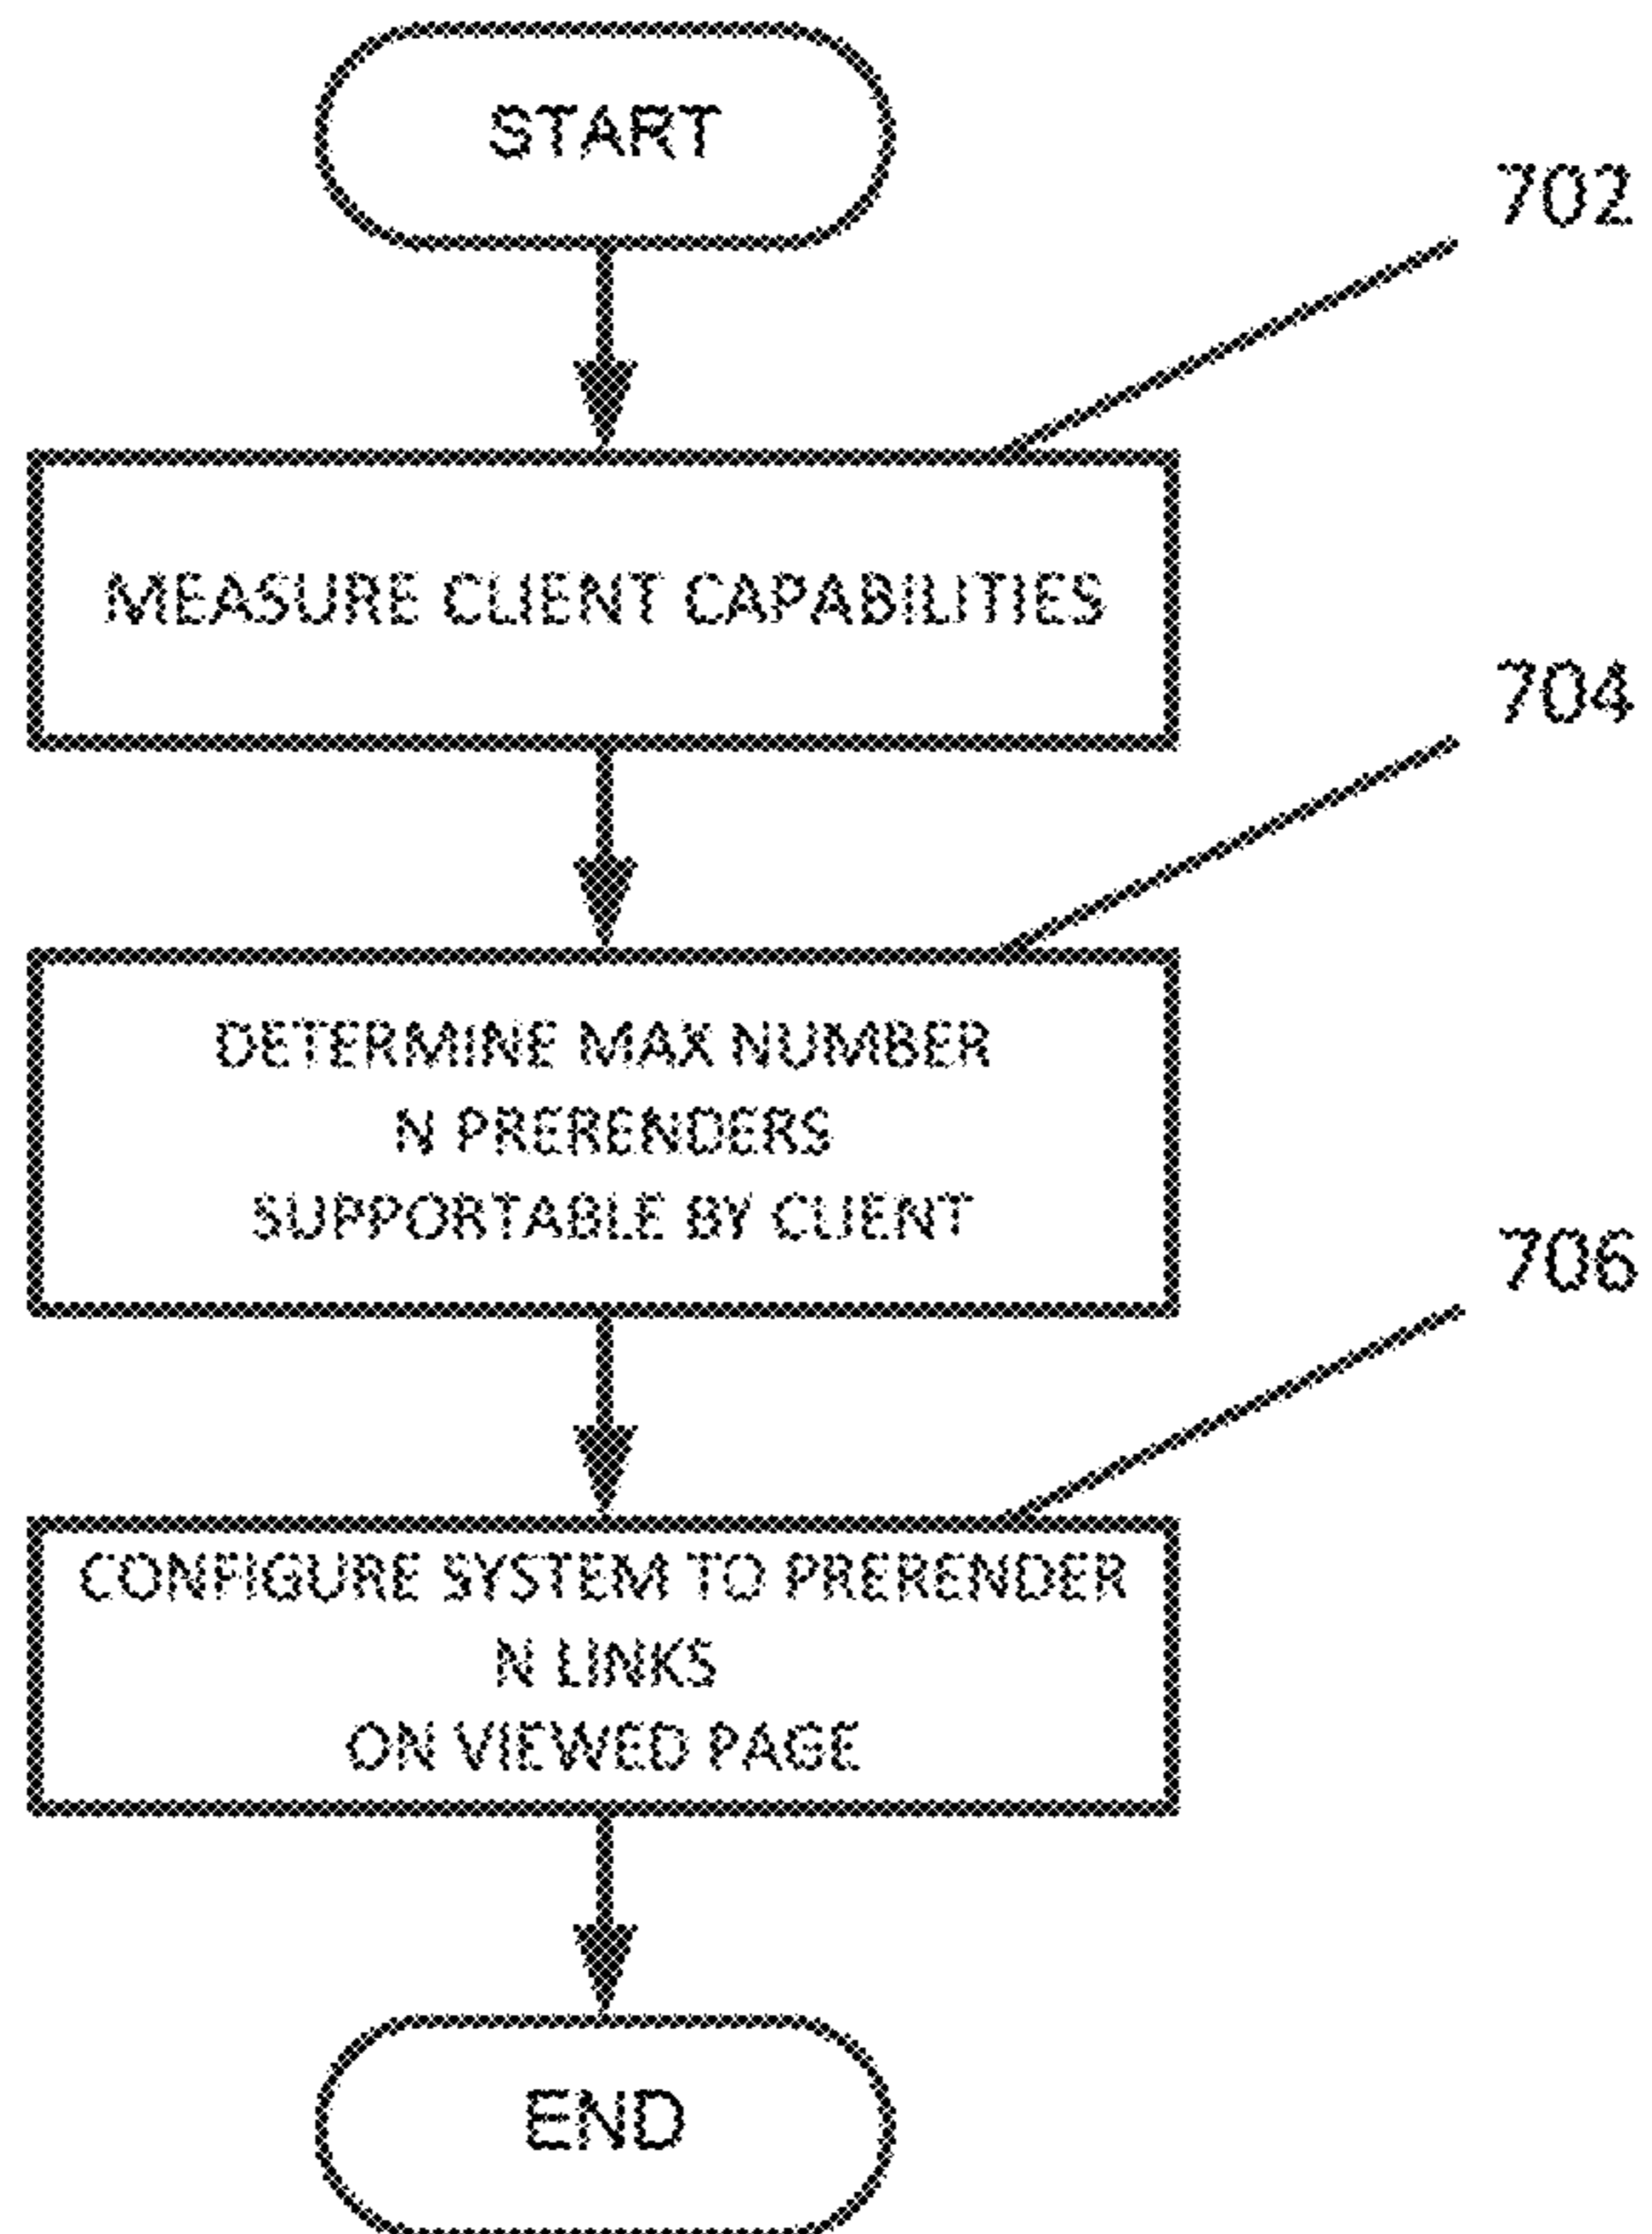 START
702
MEASURE CLIENT CAPABILITIES
704
DETERMINE MAX NUMBER
N PRERENDERS
SUPPORTABLE BY CLIENT
706
CONFIGURE SYSTEM TO PRERENDER
N LINKS
ON VIEWED PAGE
END